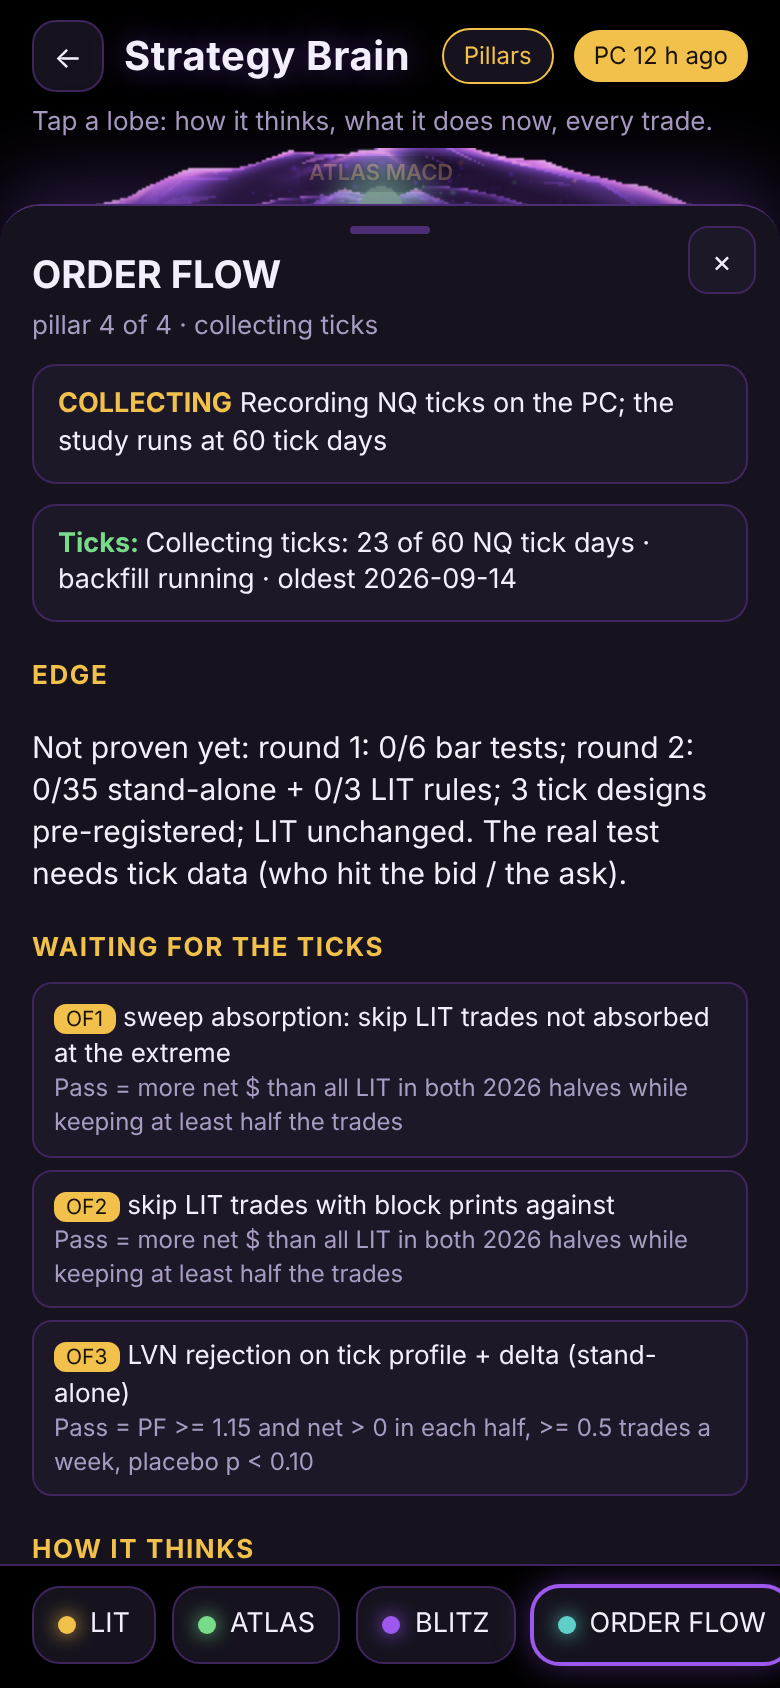 ←
Strategy Brain
Pillars
PC 12 h ago
Tap a lobe: how it thinks, what it does now, every trade.
ATLAS MACD
×
ORDER FLOW
pillar 4 of 4 · collecting ticks
COLLECTING Recording NQ ticks on the PC; the
study runs at 60 tick days
Ticks: Collecting ticks: 23 of 60 NQ tick days ·
backfill running · oldest 2026-09-14
EDGE
Not proven yet: round 1: 0/6 bar tests; round 2:
0/35 stand-alone + 0/3 LIT rules; 3 tick designs
pre-registered; LIT unchanged. The real test
needs tick data (who hit the bid / the ask).
WAITING FOR THE TICKS
OF1 sweep absorption: skip LIT trades not absorbed
at the extreme
Pass = more net $ than all LIT in both 2026 halves while
keeping at least half the trades
OF2 skip LIT trades with block prints against
Pass = more net $ than all LIT in both 2026 halves while
keeping at least half the trades
OF3 LVN rejection on tick profile + delta (stand-
alone)
Pass = PF >= 1.15 and net > 0 in each half, >= 0.5 trades a
week, placebo p < 0.10
HOW IT THINKS
LIT
ATLAS
BLITZ
ORDER FLOW